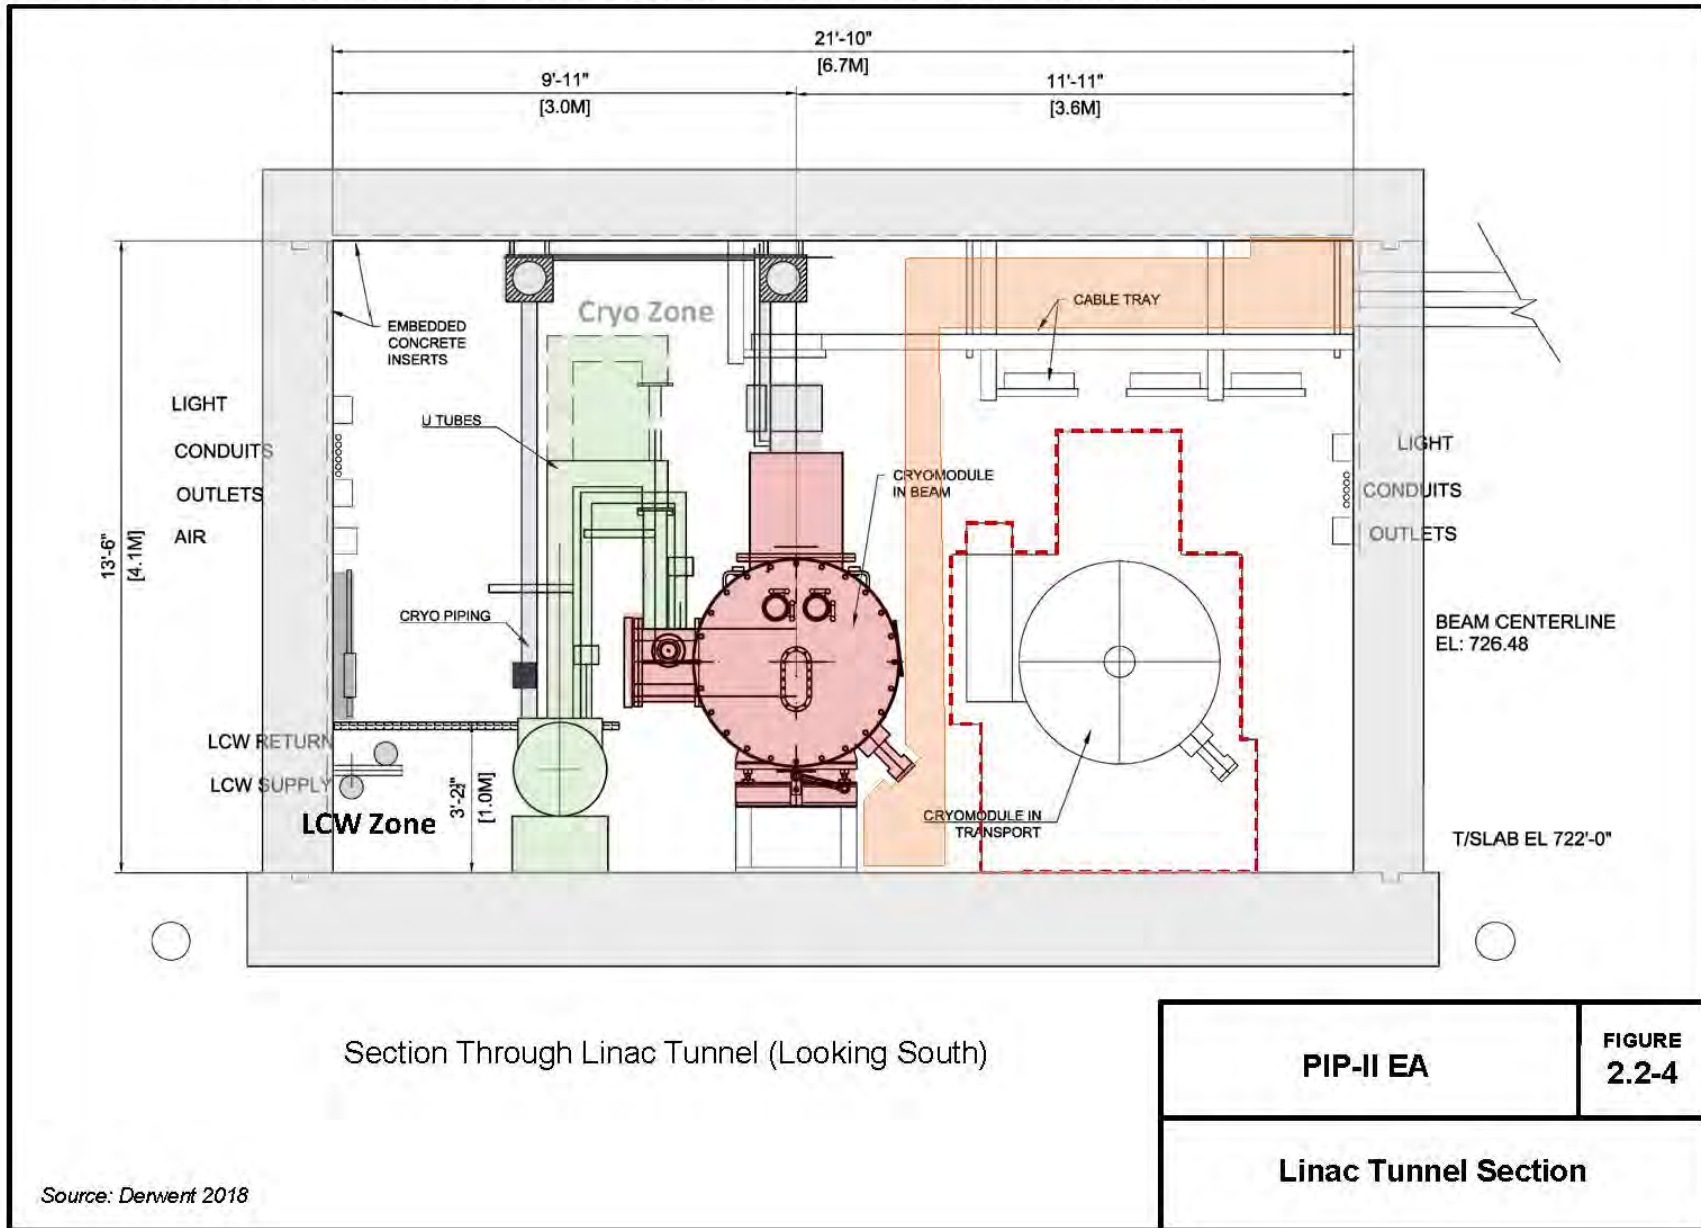 21'-10"
[6.7M]
9'-11"
[3.0M]
11'-11"
[3.6M]
Cryo Zone
CABLE TRAY
EMBEDDED
CONCRETE
INSERTS
LIGHT
U TUBES
CONDUITS
OUTLETS
AIR
13'-6"
[4.1M]
CRYOMODULE
IN BEAM
LIGHT
CONDUITS
OUTLETS
CRYO PIPING
BEAM CENTERLINE
EL: 726.48
LCW RETURN
LCW SUPPLY
LCW Zone
[1.0M]
CRYOMODULE IN
TRANSPORT
T/SLAB EL 722'-0"
Section Through Linac Tunnel (Looking South)
PIP-II EA
FIGURE
2.2-4
Linac Tunnel Section
Source: Derwent 2018